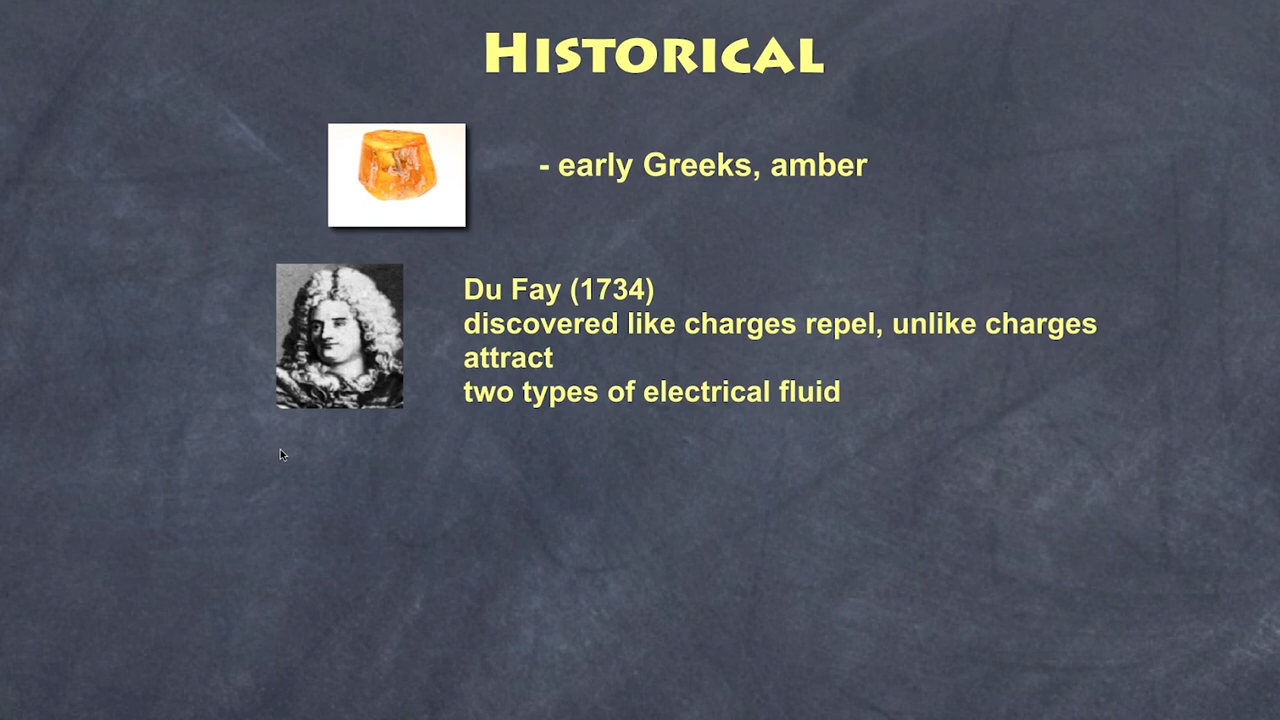 Historical
- early Greeks, amber
Du Fay (1734)
discovered like charges repel, unlike charges
attract
two types of electrical fluid